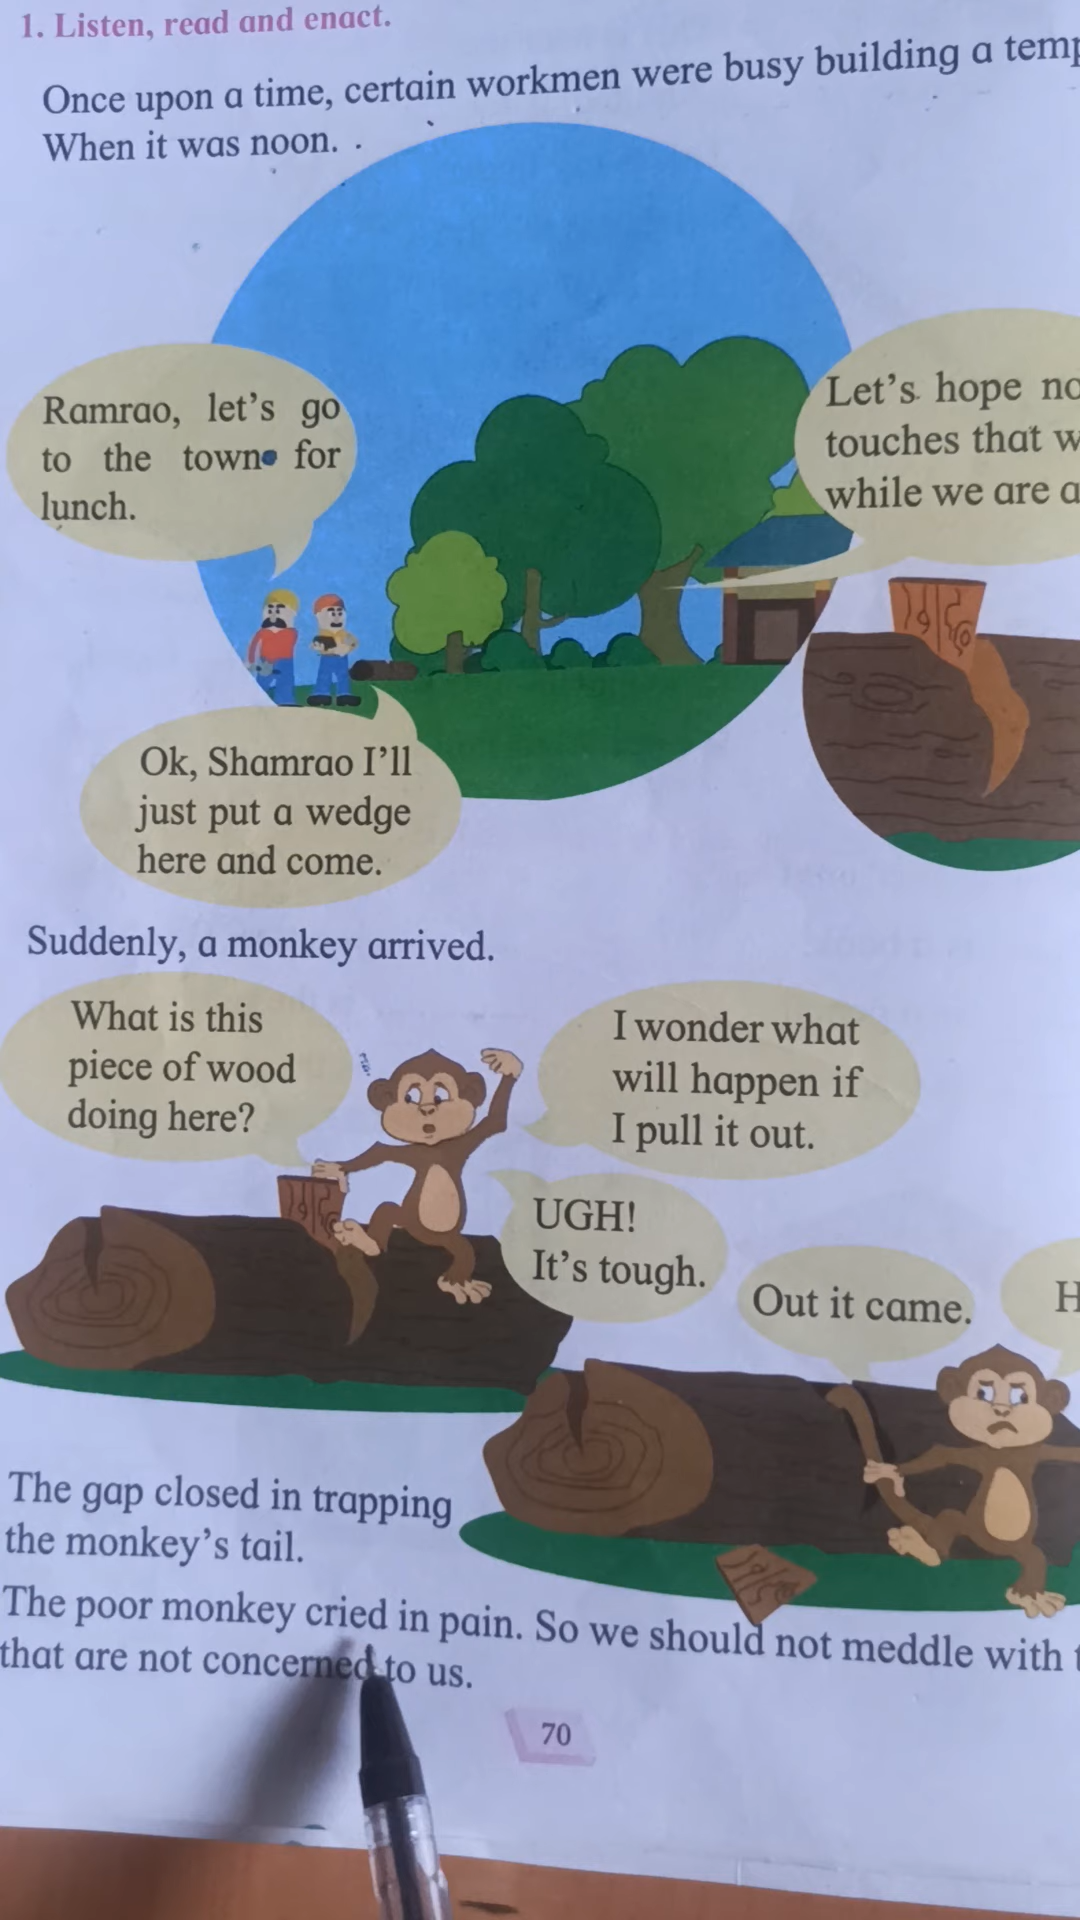 1. Listen, read and enact.
Once upon a time, certain workmen were busy building a
When it was noon. .
Ramrao, let's go
to the town for
lunch.
Let's hope
touches that
while we are
Ok, Shamrao I'll
just put a wedge
here and come.
Suddenly, a monkey arrived.
What is this
piece of wood
doing here?
I wonder what
will happen if
I pull it out.
UGH!
It's tough.
Out it came.
The gap closed in trapping
the monkey's tail.
The poor monkey cried in pain. So we should not meddle with
that are not concerned to us.
70